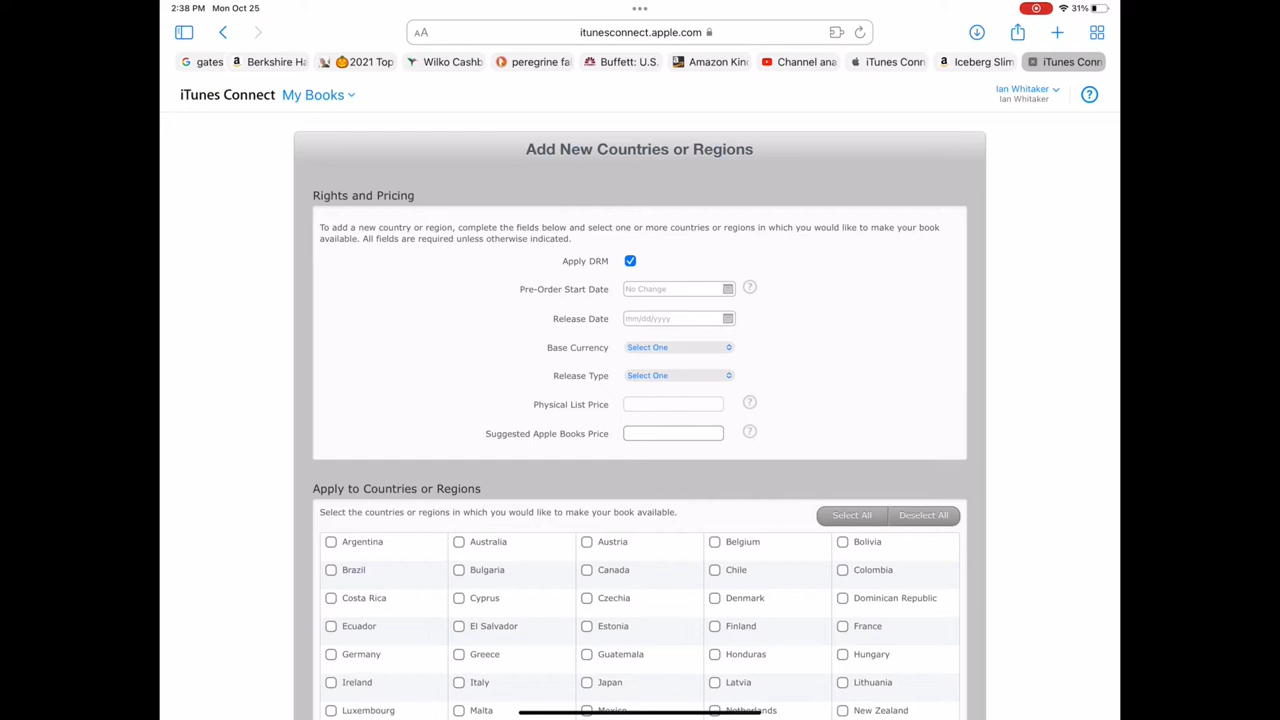 2:38 PM Mon Oct 25
31%
AA itunesconnect.apple.com
gates Berkshire Ha 2021 Top Wilko Cashb peregrine fa Buffett: U.S. Amazon Kin Channel ana iTunes Conn Iceberg Slim iTunes Conn
iTunes Connect My Books
Ian Whitaker
Ian Whitaker
?
Add New Countries or Regions
Rights and Pricing
To add a new country or region, complete the fields below and select one or more countries or regions in which you would like to make your book
available. All fields are required unless otherwise indicated.
Apply DRM
Pre-Order Start Date No Change ?
Release Date mm/dd/yyyy
Base Currency Select One
Release Type Select One
Physical List Price ?
Suggested Apple Books Price ?
Apply to Countries or Regions
Select the countries or regions in which you would like to make your book available. Select All Deselect All
Argentina Australia Austria Belgium Bolivia
Brazil Bulgaria Canada Chile Colombia
Costa Rica Cyprus Czechia Denmark Dominican Republic
Ecuador El Salvador Estonia Finland France
Germany Greece Guatemala Honduras Hungary
Ireland Italy Japan Latvia Lithuania
Luxembourg Malta Mexico Netherlands New Zealand